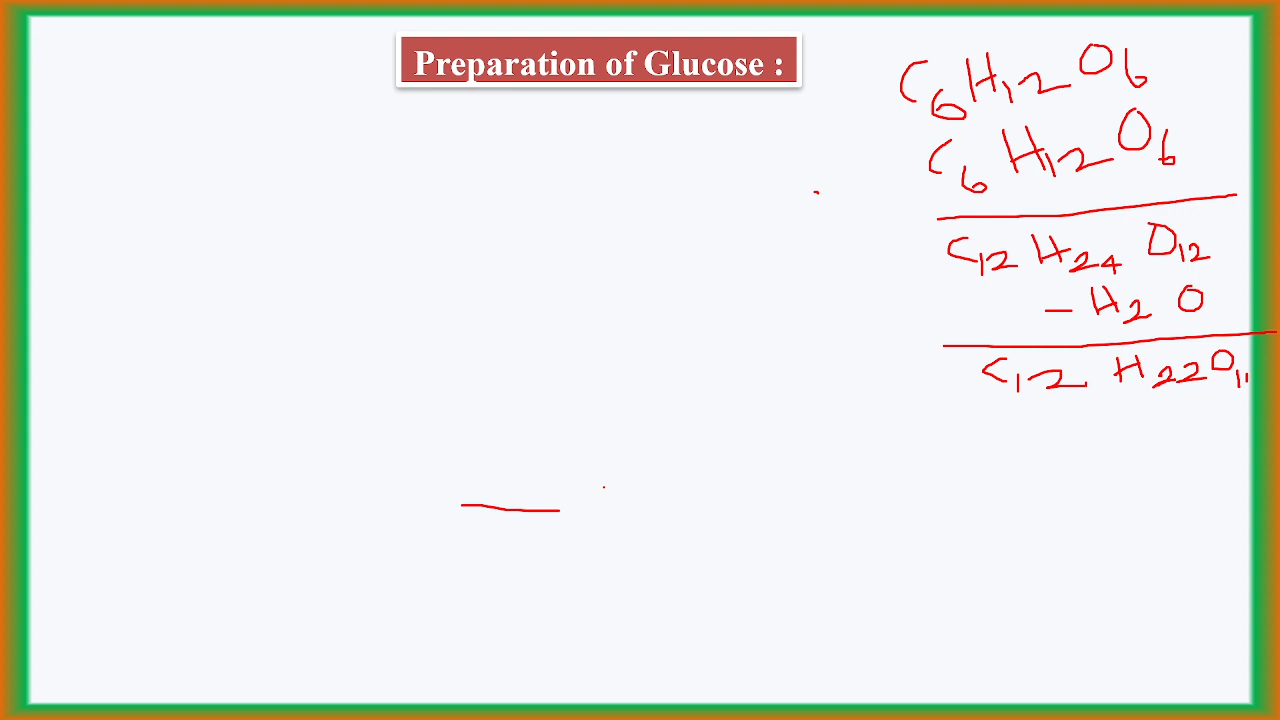 Preparation of Glucose :
C6H12O6
C6H12O6
C12H24O12
- H2O
C12H22O11